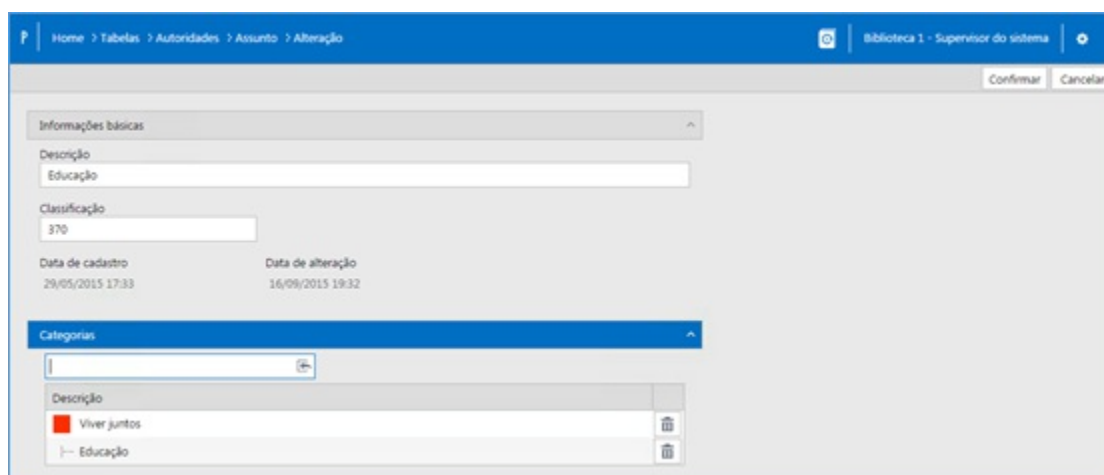 Home > Tabelas > Autoridades > Assunto > Alteração
Biblioteca 1 - Supervisor do sistema
Confirmar Cancelar
Informações básicas
Descrição
Educação
Classificação
370
Data de cadastro Data de alteração
29/05/2015 17:33 16/09/2015 19:32
Categorias
Descrição
Viver juntos
Educação